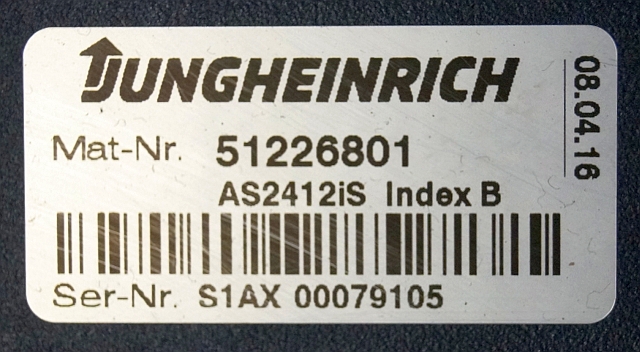 JUNGHEINRICH
Mat-Nr. 51226801
AS2412iS Index B
Ser-Nr. S1AX 00079105
08.04.16